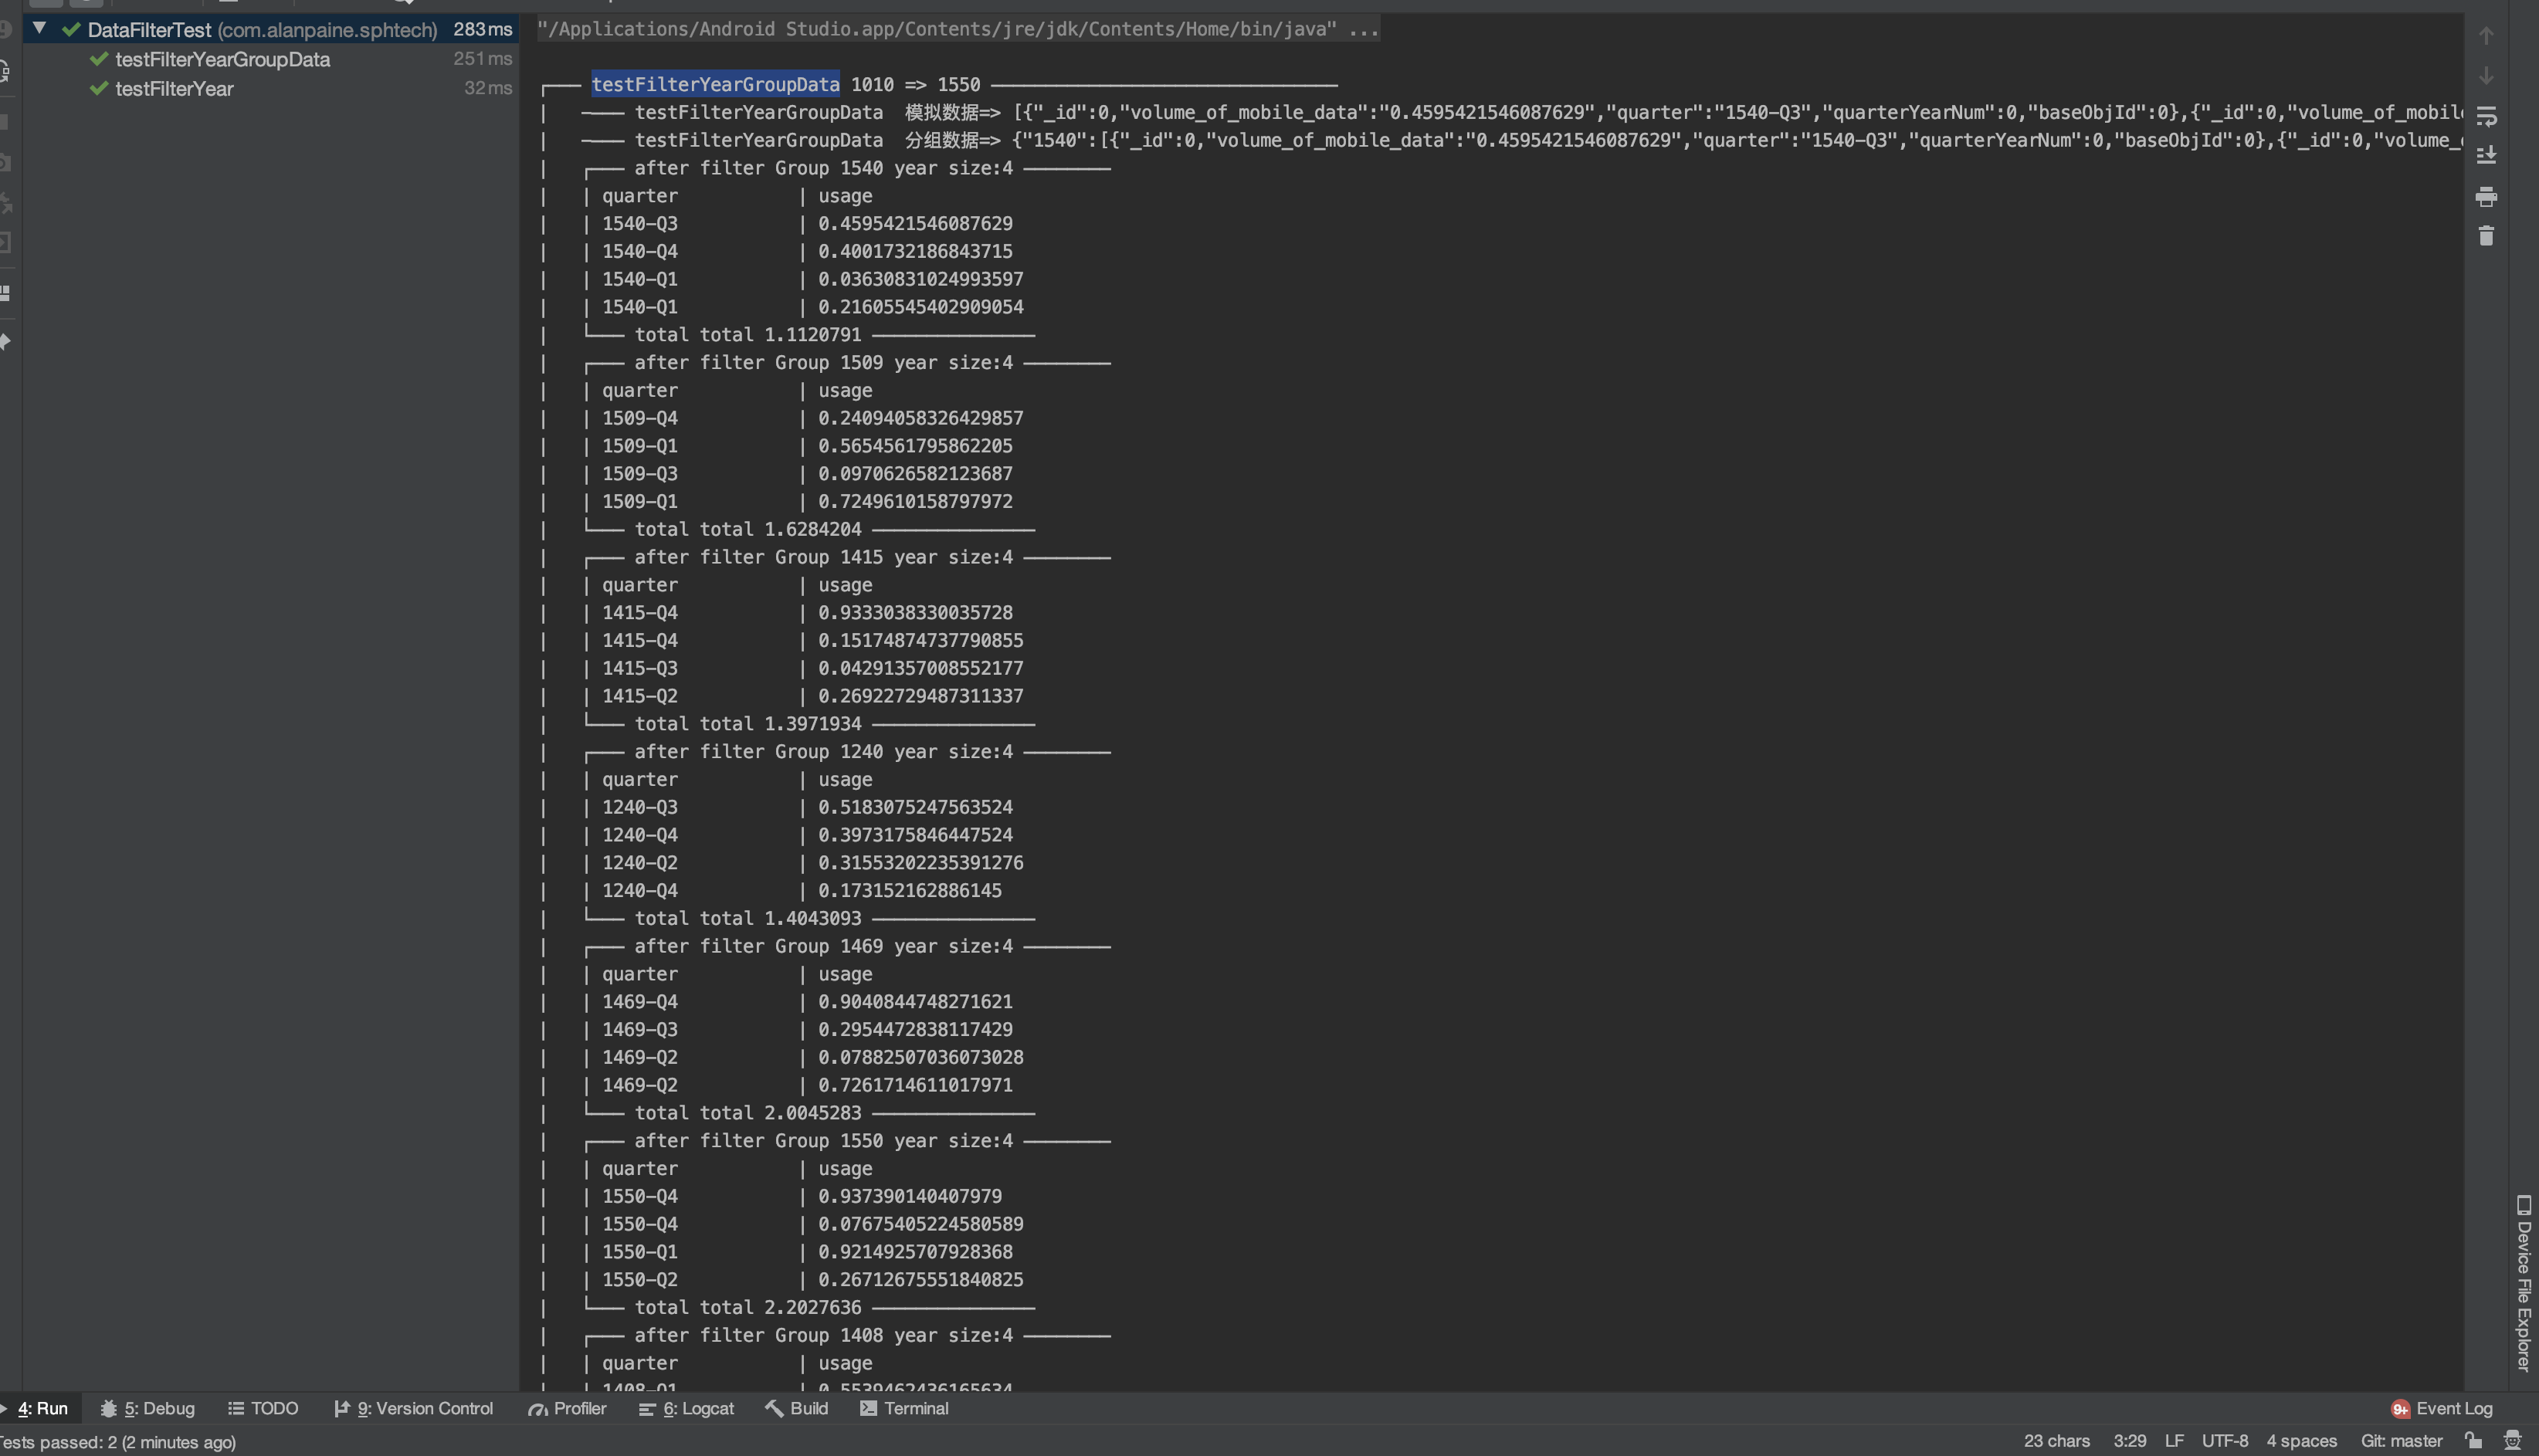 DataFilterTest (com.alanpaine.sphtech) 283 ms
testFilterYearGroupData 251 ms
testFilterYear 32 ms
"/Applications/Android Studio.app/Contents/jre/jdk/Contents/Home/bin/java" ...
testFilterYearGroupData 1010 => 1550
testFilterYearGroupData 模拟数据=> [{"_id":0,"volume_of_mobile_data":"0.4595421546087629","quarter":"1540-Q3","quarterYearNum":0,"baseObjId":0},{"_id":0,"volume_of_mobil
testFilterYearGroupData 分组数据=> {"1540":[{"_id":0,"volume_of_mobile_data":"0.4595421546087629","quarter":"1540-Q3","quarterYearNum":0,"baseObjId":0},{"_id":0,"volume_
after filter Group 1540 year size:4
| quarter | usage
| 1540-Q3 | 0.4595421546087629
| 1540-Q4 | 0.4001732186843715
| 1540-Q1 | 0.03630831024993597
| 1540-Q1 | 0.21605545402909054
total total 1.1120791
after filter Group 1509 year size:4
| quarter | usage
| 1509-Q4 | 0.24094058326429857
| 1509-Q1 | 0.5654561795862205
| 1509-Q3 | 0.0970626582123687
| 1509-Q1 | 0.7249610158797972
total total 1.6284204
after filter Group 1415 year size:4
| quarter | usage
| 1415-Q4 | 0.9333038330035728
| 1415-Q4 | 0.15174874737790855
| 1415-Q3 | 0.04291357008552177
| 1415-Q2 | 0.26922729487311337
total total 1.3971934
after filter Group 1240 year size:4
| quarter | usage
| 1240-Q3 | 0.5183075247563524
| 1240-Q4 | 0.3973175846447524
| 1240-Q2 | 0.31553202235391276
| 1240-Q4 | 0.173152162886145
total total 1.4043093
after filter Group 1469 year size:4
| quarter | usage
| 1469-Q4 | 0.9040844748271621
| 1469-Q3 | 0.2954472838117429
| 1469-Q2 | 0.07882507036073028
| 1469-Q2 | 0.7261714611017971
total total 2.0045283
after filter Group 1550 year size:4
| quarter | usage
| 1550-Q4 | 0.937390140407979
| 1550-Q4 | 0.07675405224580589
| 1550-Q1 | 0.9214925707928368
| 1550-Q2 | 0.26712675551840825
total total 2.2027636
after filter Group 1408 year size:4
| quarter | usage
| 1408-Q1 | 0.5539462436165634
Device File Explorer
4: Run 5: Debug TODO 9: Version Control Profiler 6: Logcat Build Terminal 9+ Event Log
Tests passed: 2 (2 minutes ago) 23 chars 3:29 LF UTF-8 4 spaces Git: master